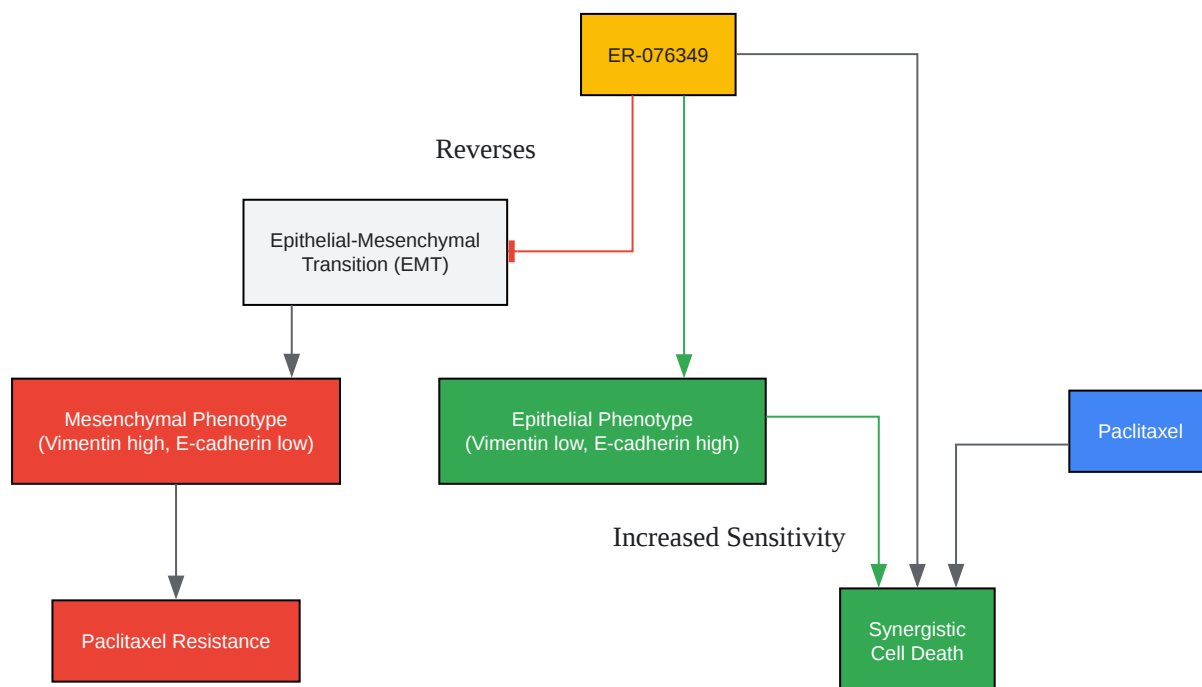 ER-076349
Reverses
Epithelial-Mesenchymal
Transition (EMT)
Mesenchymal Phenotype
(Vimentin high, E-cadherin low)
Epithelial Phenotype
(Vimentin low, E-cadherin high)
Paclitaxel
Increased Sensitivity
Paclitaxel Resistance
Synergistic
Cell Death